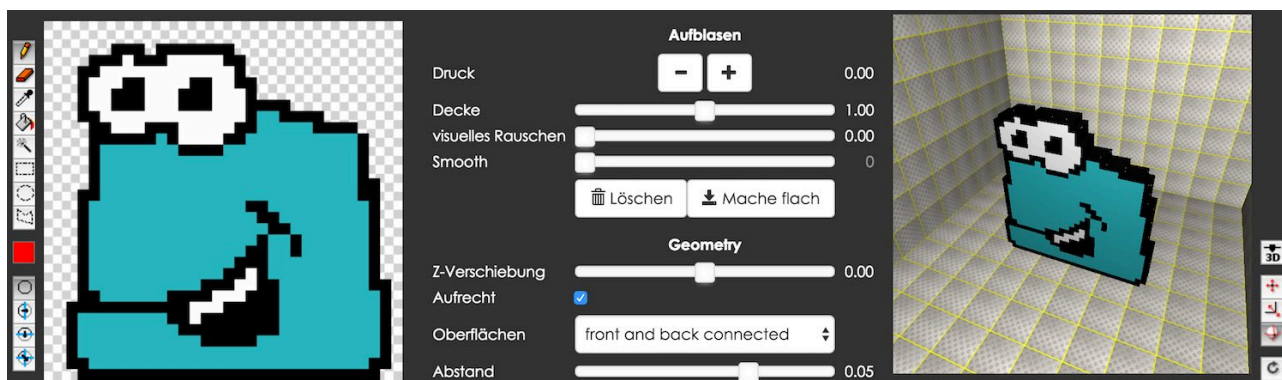 Aufblasen
Druck - + 0.00
Decke 1.00
visuelles Rauschen 0.00
Smooth 0
Löschen Mache flach
Geometry
Z-Verschiebung 0.00
Aufrecht
Oberflächen front and back connected
Abstand 0.05
3D